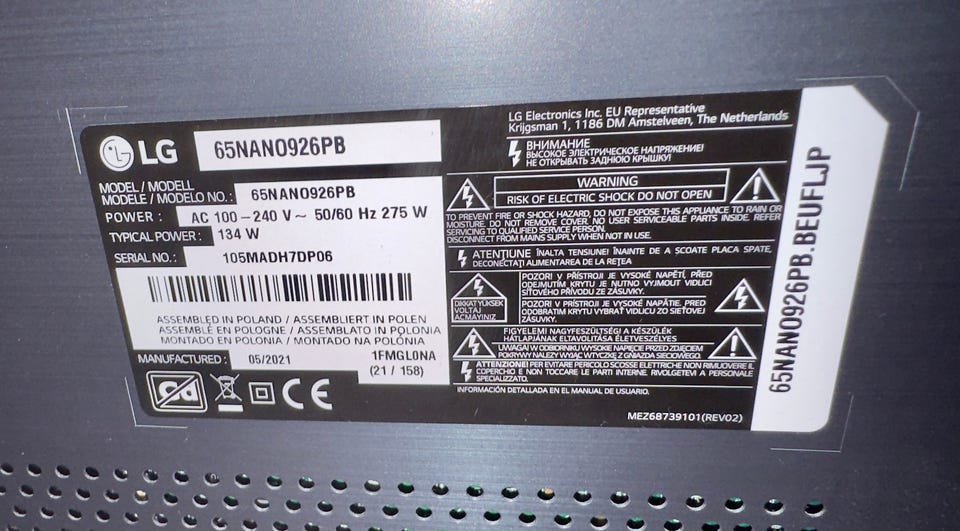 LG
65NANO926PB
MODEL / MODELL
MODELE / MODELO NO. :
65NANO926PB
POWER : AC 100 – 240 V ~ 50/60 Hz 275 W
TYPICAL POWER : 134 W
SERIAL NO.: 105MADH7DP06
ASSEMBLED IN POLAND / ASSEMBLIERT IN POLEN
ASSEMBLÉ EN POLOGNE / ASSEMBLATO IN POLONIA
MONTADO EN POLONIA / MONTADO NA POLÓNIA
MANUFACTURED : 05/2021
1FMGL0NA
(21 / 158)
Cd
CE
LG Electronics Inc. EU Representative
Krijgsman 1, 1186 DM Amstelveen, The Netherlands
ВНИМАНИЕ
ВЫСОКОЕ ЭЛЕКТРИЧЕСКОЕ НАПРЯЖЕНИЕ!
НЕ ОТКРЫВАТЬ ЗАДНЮЮ КРЫШКУ!
WARNING
RISK OF ELECTRIC SHOCK DO NOT OPEN
TO PREVENT FIRE OR SHOCK HAZARD, DO NOT EXPOSE THIS APPLIANCE TO RAIN OR
MOISTURE. DO NOT REMOVE COVER. NO USER SERVICEABLE PARTS INSIDE. REFER
SERVICING TO QUALIFIED SERVICE PERSON.
DISCONNECT FROM MAINS SUPPLY WHEN NOT IN USE.
ATENŢIUNE ÎNALTA TENSIUNE! ÎNAINTE DE A SCOATE PLACA SPATE,
DECONECTAŢI ALIMENTAREA DE LA REŢEA
DIKKAT YÜKSEK
VOLTAJ
AÇMAYINIZ
POZOR! V PŘÍSTROJI JE VYSOKÉ NAPĚTÍ, PŘED
ODEJMUTÍM KRYTU JE NUTNO VYJMOUT VIDLICI
SÍŤOVÉHO PŘÍVODU ZE ZÁSUVKY.
POZOR! V PRÍSTROJI JE VYSOKÉ NAPÄTIE, PRED
ODOBRATIM KRYTU VYBRAŤ VIDLICU ZO SIEŤOVEJ
ZÁSUVKY.
FIGYELEM! NAGYFESZÜLTSÉG! A KÉSZÜLÉK
HÁTLAPJÁNAK ELTÁVOLÍTÁSA ÉLETVESZÉLYES
UWAGA! W ODBIORNIKU WYSOKIE NAPIĘCIE PRZED ZDJĘCIEM
POKRYWY NALEŻY WYJĄĆ WTYCZKĘ Z GNIAZDA SIECIOWEGO.
ATTENZIONE! PER EVITARE PERICOLO SCOSSE ELETTRICHE NON RIMUOVERE IL
COPERCHIO E NON TOCCARE LE PARTI INTERNE. RIVOLGETEVI A PERSONALE
SPECIALIZZATO.
INFORMACIÓN DETALLADA EN EL MANUAL DE USUARIO.
MEZ68739101(REV02)
65NANO926PB.BEUFLJP